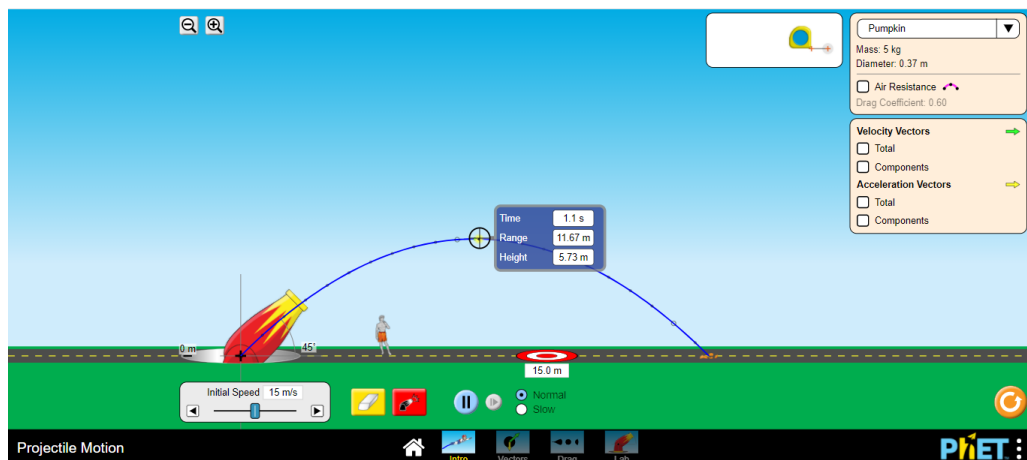 Pumpkin
Mass: 5 kg
Diameter: 0.37 m
Air Resistance
Drag Coefficient: 0.60
Velocity Vectors
Total
Components
Acceleration Vectors
Total
Components
Time 1.1 s
Range 11.67 m
Height 5.73 m
0 m
45°
15.0 m
Initial Speed 15 m/s
Normal
Slow
Projectile Motion
Intro
Vectors
Drag
Lab
PhET